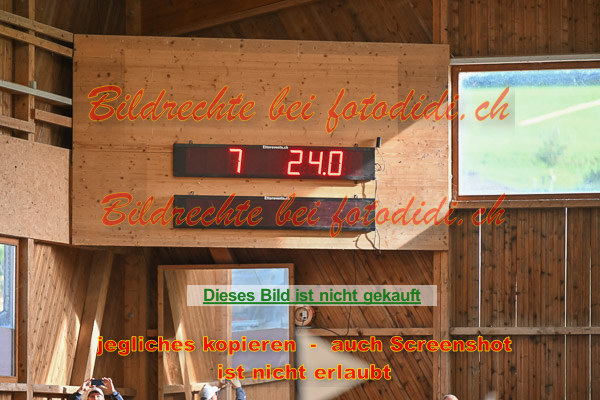 Bildrechte bei fotodidi.ch
7 24.0
Bildrechte bei fotodidi.ch
Dieses Bild ist nicht gekauft
jegliches kopieren - auch Screenshot
ist nicht erlaubt